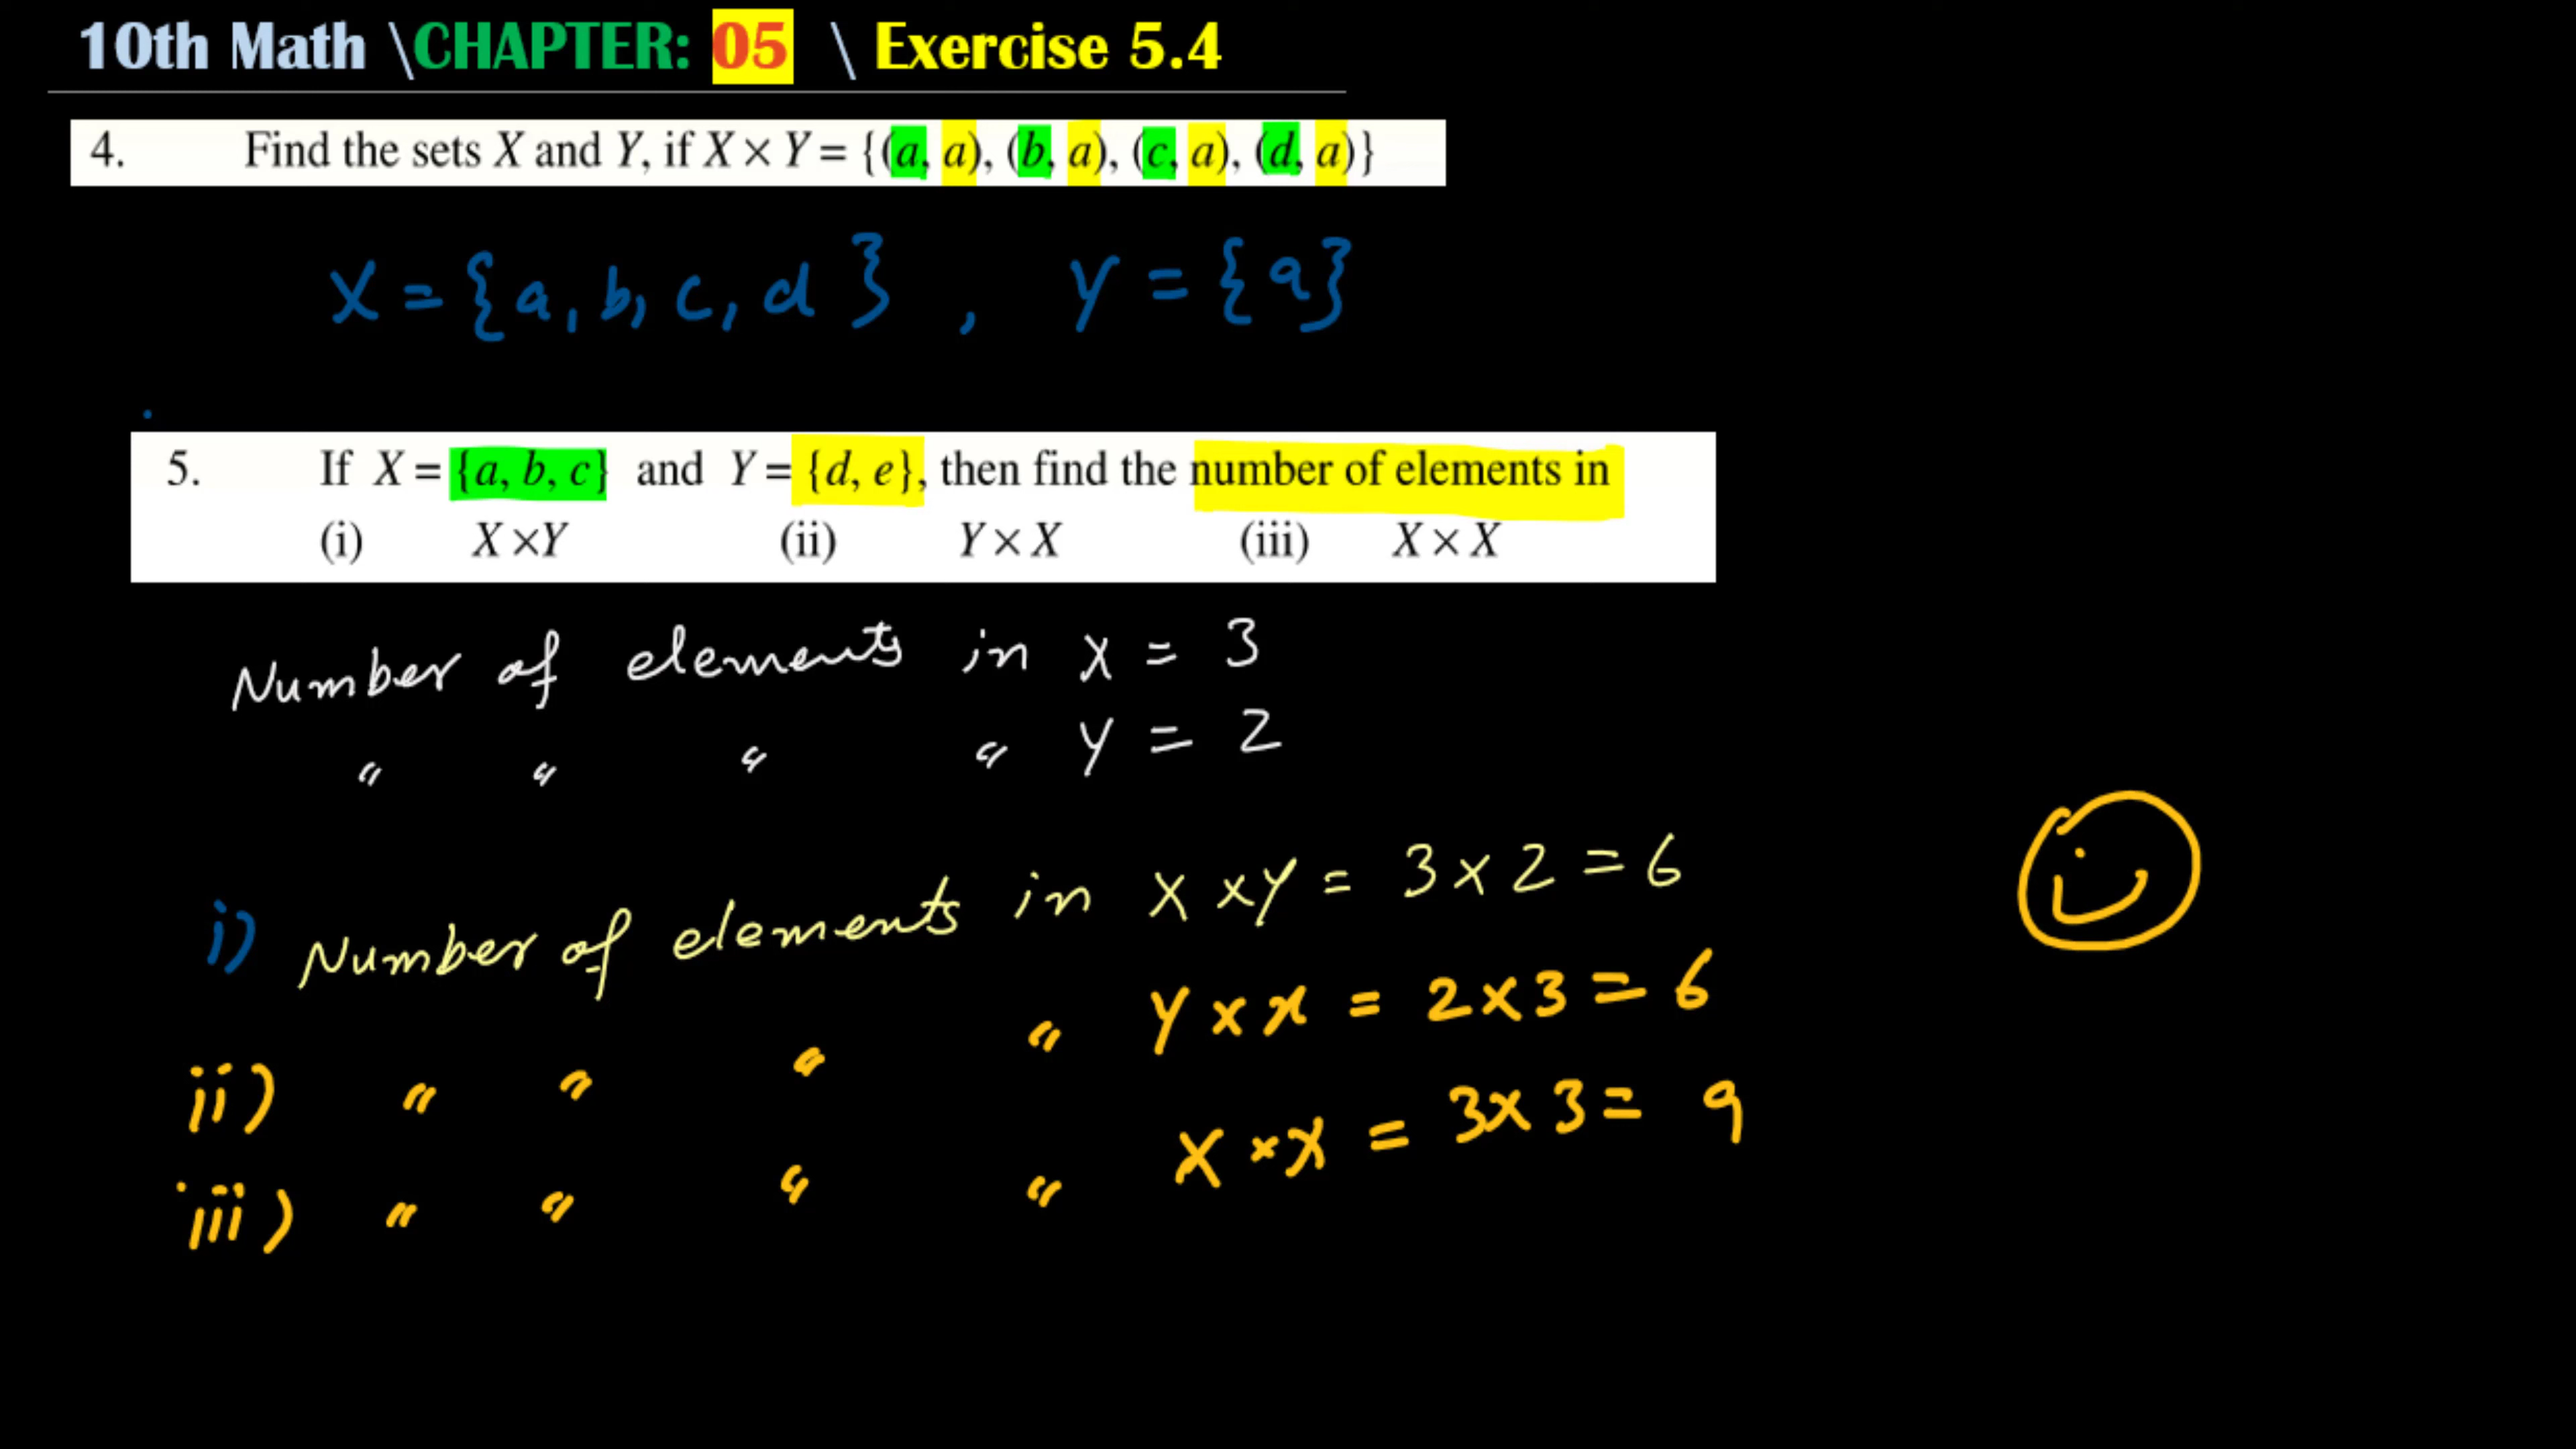 10th Math \CHAPTER: 05 \ Exercise 5.4
4. Find the sets X and Y, if X × Y = {(a, a), (b, a), (c, a), (d, a)}
X = {a, b, c, d} , Y = {a}
5. If X = {a, b, c} and Y = {d, e}, then find the number of elements in
(i) X ×Y (ii) Y × X (iii) X × X
Number of elements in X = 3
" " " " Y = 2
i) Number of elements in X × Y = 3 × 2 = 6
ii) " " " " Y × X = 2 × 3 = 6
iii) " " " " X × X = 3 × 3 = 9